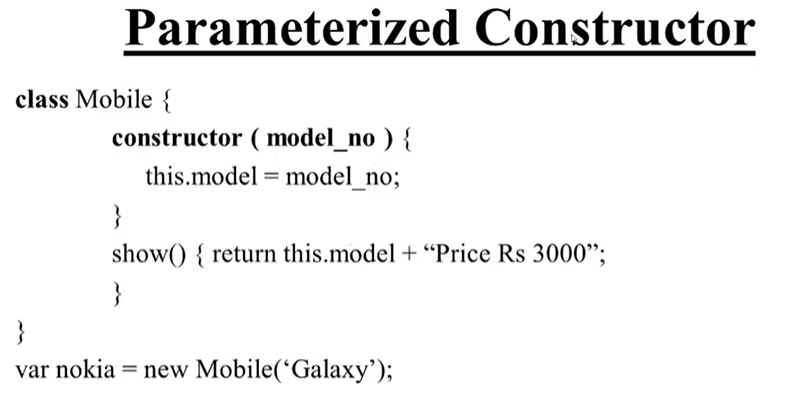 Parameterized Constructor
class Mobile {
constructor ( model_no ) {
this.model = model_no;
}
show() { return this.model + “Price Rs 3000”;
}
}
var nokia = new Mobile(‘Galaxy’);